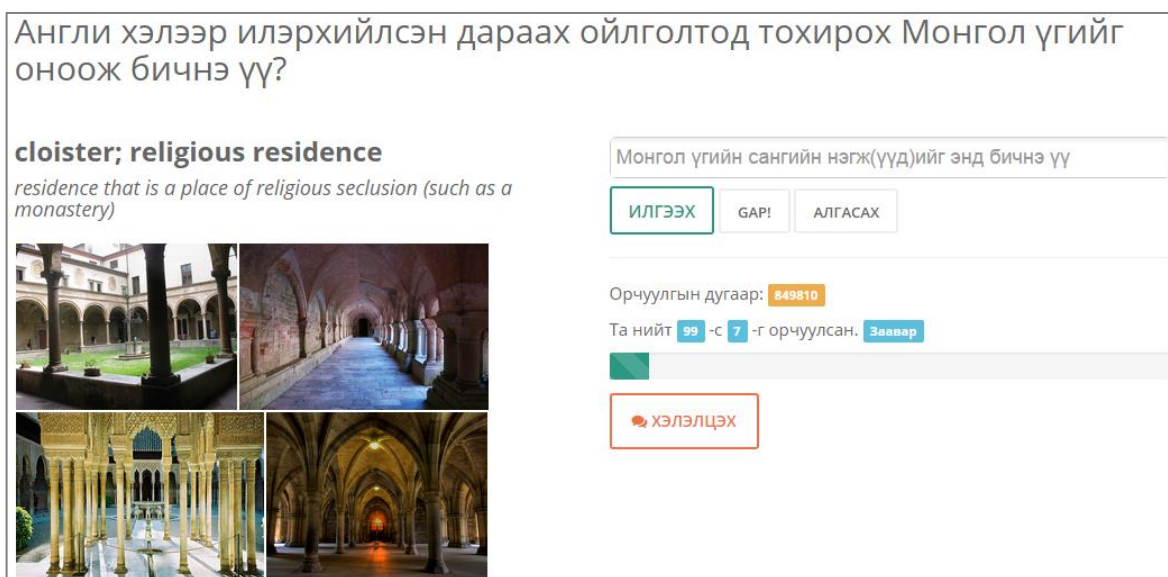 Англи хэлээр илэрхийлсэн дараах ойлголтод тохирох Монгол үгийг
оноож бичнэ үү?
cloister; religious residence
residence that is a place of religious seclusion (such as a
monastery)
Монгол үгийн сангийн нэгж(үүд)ийг энд бичнэ үү
ИЛГЭЭХ GAP! АЛГАСАХ
Орчуулгын дугаар: 849810
Та нийт 99 -с 7 -г орчуулсан. Заавар
ХЭЛЭЛЦЭХ